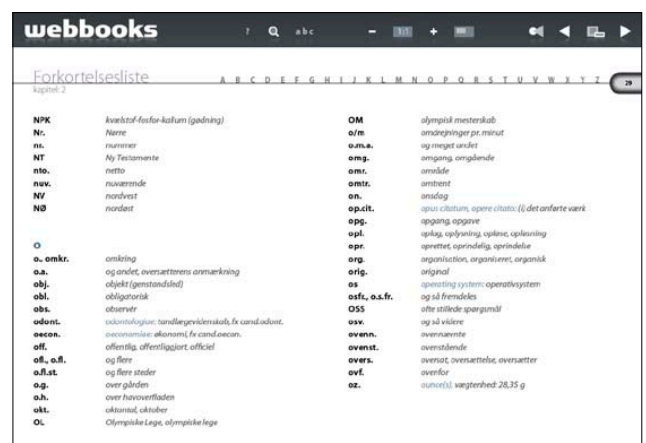 webbooks
? abc − 1:1 +
Forkortelsesliste
A B C D E F G H I J K L M N O P Q R S T U V W X Y Z
29
kapitel: 2
NPK kvælstof-fosfor-kalium (gødning)
Nr. Nørre
nr. nummer
NT Ny Testamente
nto. netto
nuv. nuværende
NV nordvest
NØ nordøst
O
o., omkr. omkring
o.a. og andet, oversætterens anmærkning
obj. objekt (genstandsled)
obl. obligatorisk
obs. observér
odont. odontologiae: tandlægevidenskab, fx cand.odont.
oecon. oeconomiae: økonomi, fx cand.oecon.
off. offentlig, offentliggjort, officiel
ofl., o.fl. og flere
o.fl.st. og flere steder
o.g. over gården
o.h. over havoverfladen
okt. oktantal, oktober
OL Olympiske Lege, olympiske lege
OM olympisk mesterskab
o/m omdrejninger pr. minut
o.m.a. og meget andet
omg. omgang, omgående
omr. område
omtr. omtrent
on. onsdag
op.cit. opus citatum, opere citato: (i) det anførte værk
opg. opgang, opgave
opl. oplag, oplysning, opløse, opløsning
opr. oprettet, oprindelig, oprindelse
org. organisation, organiseret, organisk
orig. original
os operating system: operativsystem
osfr., o.s.fr. og så fremdeles
OSS ofte stillede spørgsmål
osv. og så videre
ovenn. ovennævnte
ovenst. ovenstående
overs. oversat, oversættelse, oversætter
ovf. ovenfor
oz. ounce(s), vægtenhed: 28,35 g